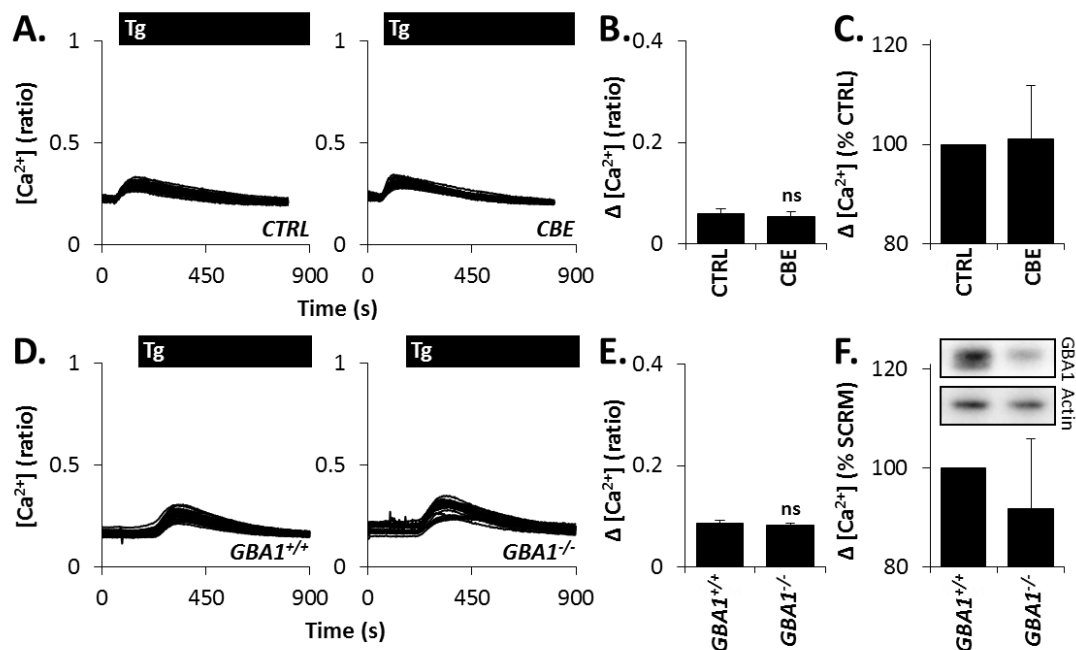 A.
Tg
Tg
[Ca²⁺] (ratio)
1
0.5
0
CTRL
0
450
900
1
0.5
0
CBE
0
450
900
Time (s)
B.
Δ [Ca²⁺] (ratio)
0.4
0.2
0
ns
CTRL
CBE
C.
Δ [Ca²⁺] (% CTRL)
120
100
80
CTRL
CBE
D.
Tg
Tg
[Ca²⁺] (ratio)
1
0.5
0
GBA1⁺/⁺
0
450
900
1
0.5
0
GBA1⁻/⁻
0
450
900
Time (s)
E.
Δ [Ca²⁺] (ratio)
0.4
0.2
0
ns
GBA1⁺/⁺
GBA1⁻/⁻
F.
Δ [Ca²⁺] (% SCRM)
120
100
80
GBA1
Actin
GBA1⁺/⁺
GBA1⁻/⁻